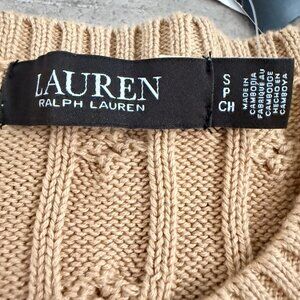 LAUREN
RALPH LAUREN
S
P
CH
MADE IN
CAMBODIA
FABRIQUÉ AU
CAMBODGE
HECHO EN
CAMBOYA